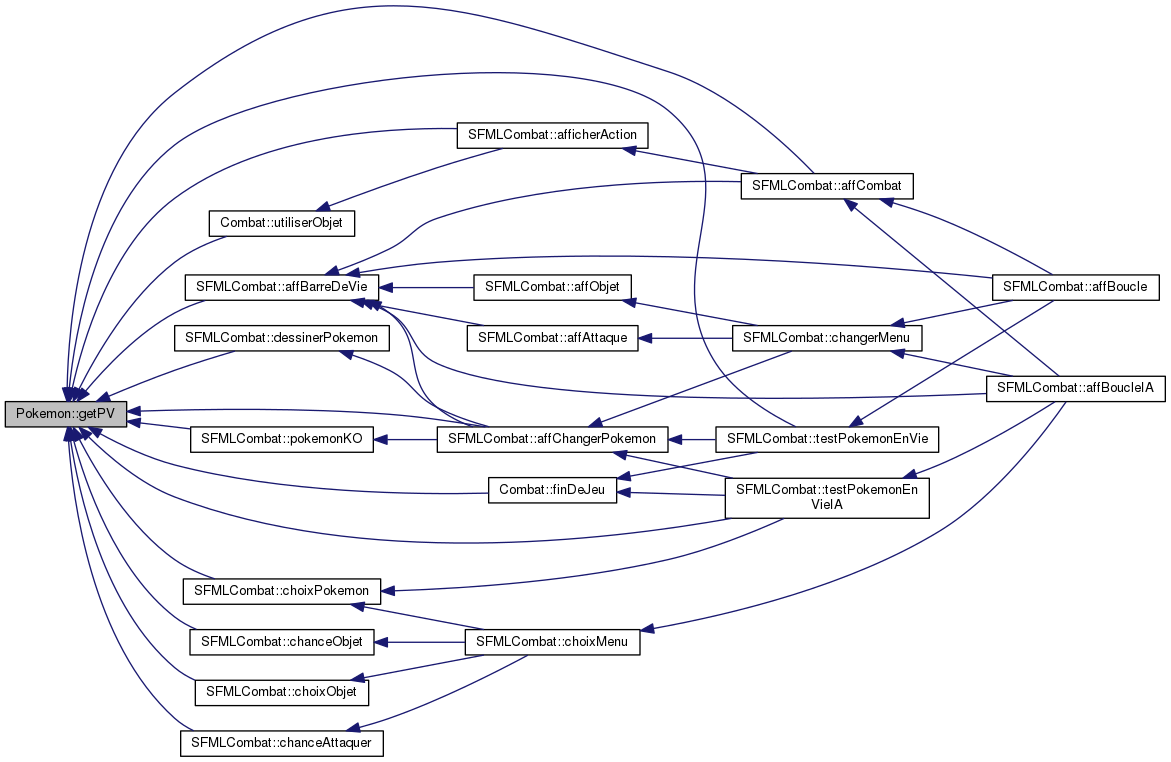 SFMLCombat::afficherAction
SFMLCombat::affCombat
Combat::utiliserObjet
SFMLCombat::affBarreDeVie
SFMLCombat::affObjet
SFMLCombat::affBoucle
SFMLCombat::dessinerPokemon
SFMLCombat::affAttaque
SFMLCombat::changerMenu
SFMLCombat::affBoucleIA
Pokemon::getPV
SFMLCombat::pokemonKO
SFMLCombat::affChangerPokemon
SFMLCombat::testPokemonEnVie
Combat::finDeJeu
SFMLCombat::testPokemonEn
VieIA
SFMLCombat::choixPokemon
SFMLCombat::chanceObjet
SFMLCombat::choixMenu
SFMLCombat::choixObjet
SFMLCombat::chanceAttaquer